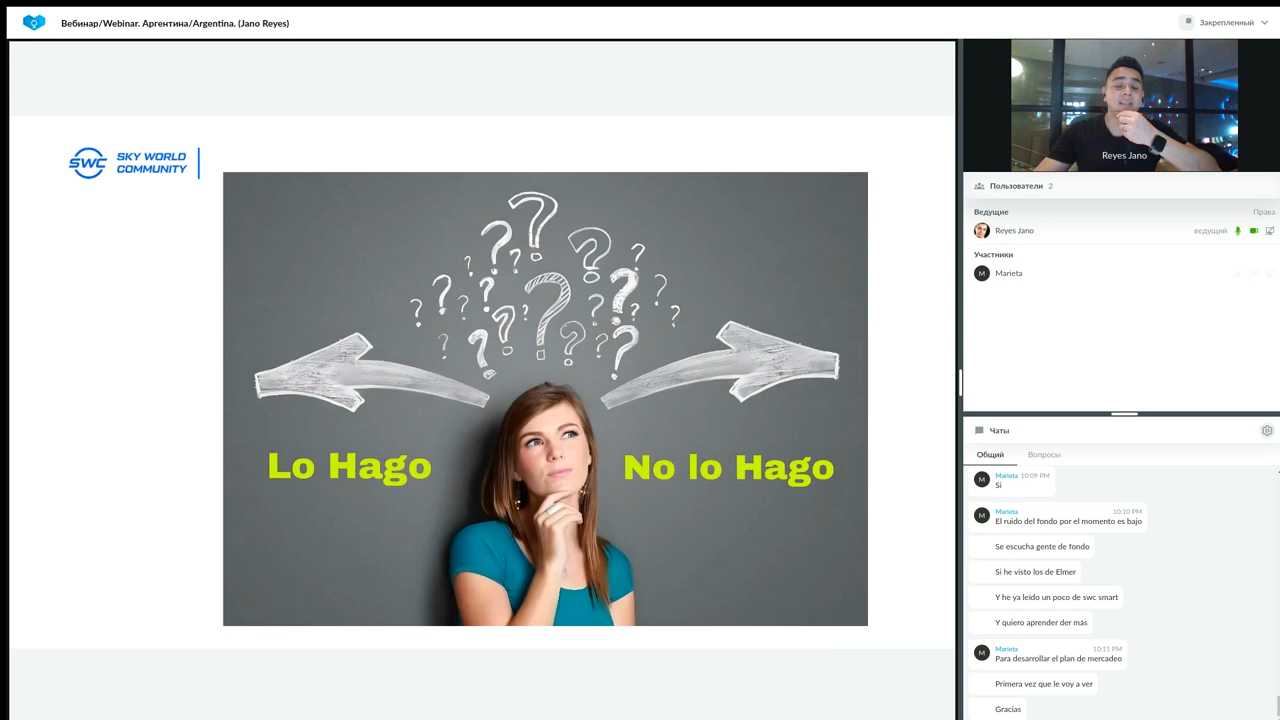 Вебинар/Webinar. Аргентина/Argentina. (Jano Reyes)
Закрепленный
SWC SKY WORLD
COMMUNITY
Lo Hago
No lo Hago
Reyes Jano
Пользователи 2
Ведущие Права
Reyes Jano ведущий
Участники
M Marieta
Чаты
Общий Вопросы
M Marieta 10:09 PM
Si
M Marieta 10:10 PM
El ruido del fondo por el momento es bajo
Se escucha gente de fondo
Si he visto los de Elmer
Y he ya leído un poco de swc smart
Y quiero aprender der más
M Marieta 10:11 PM
Para desarrollar el plan de mercadeo
Primera vez que le voy a ver
Gracias